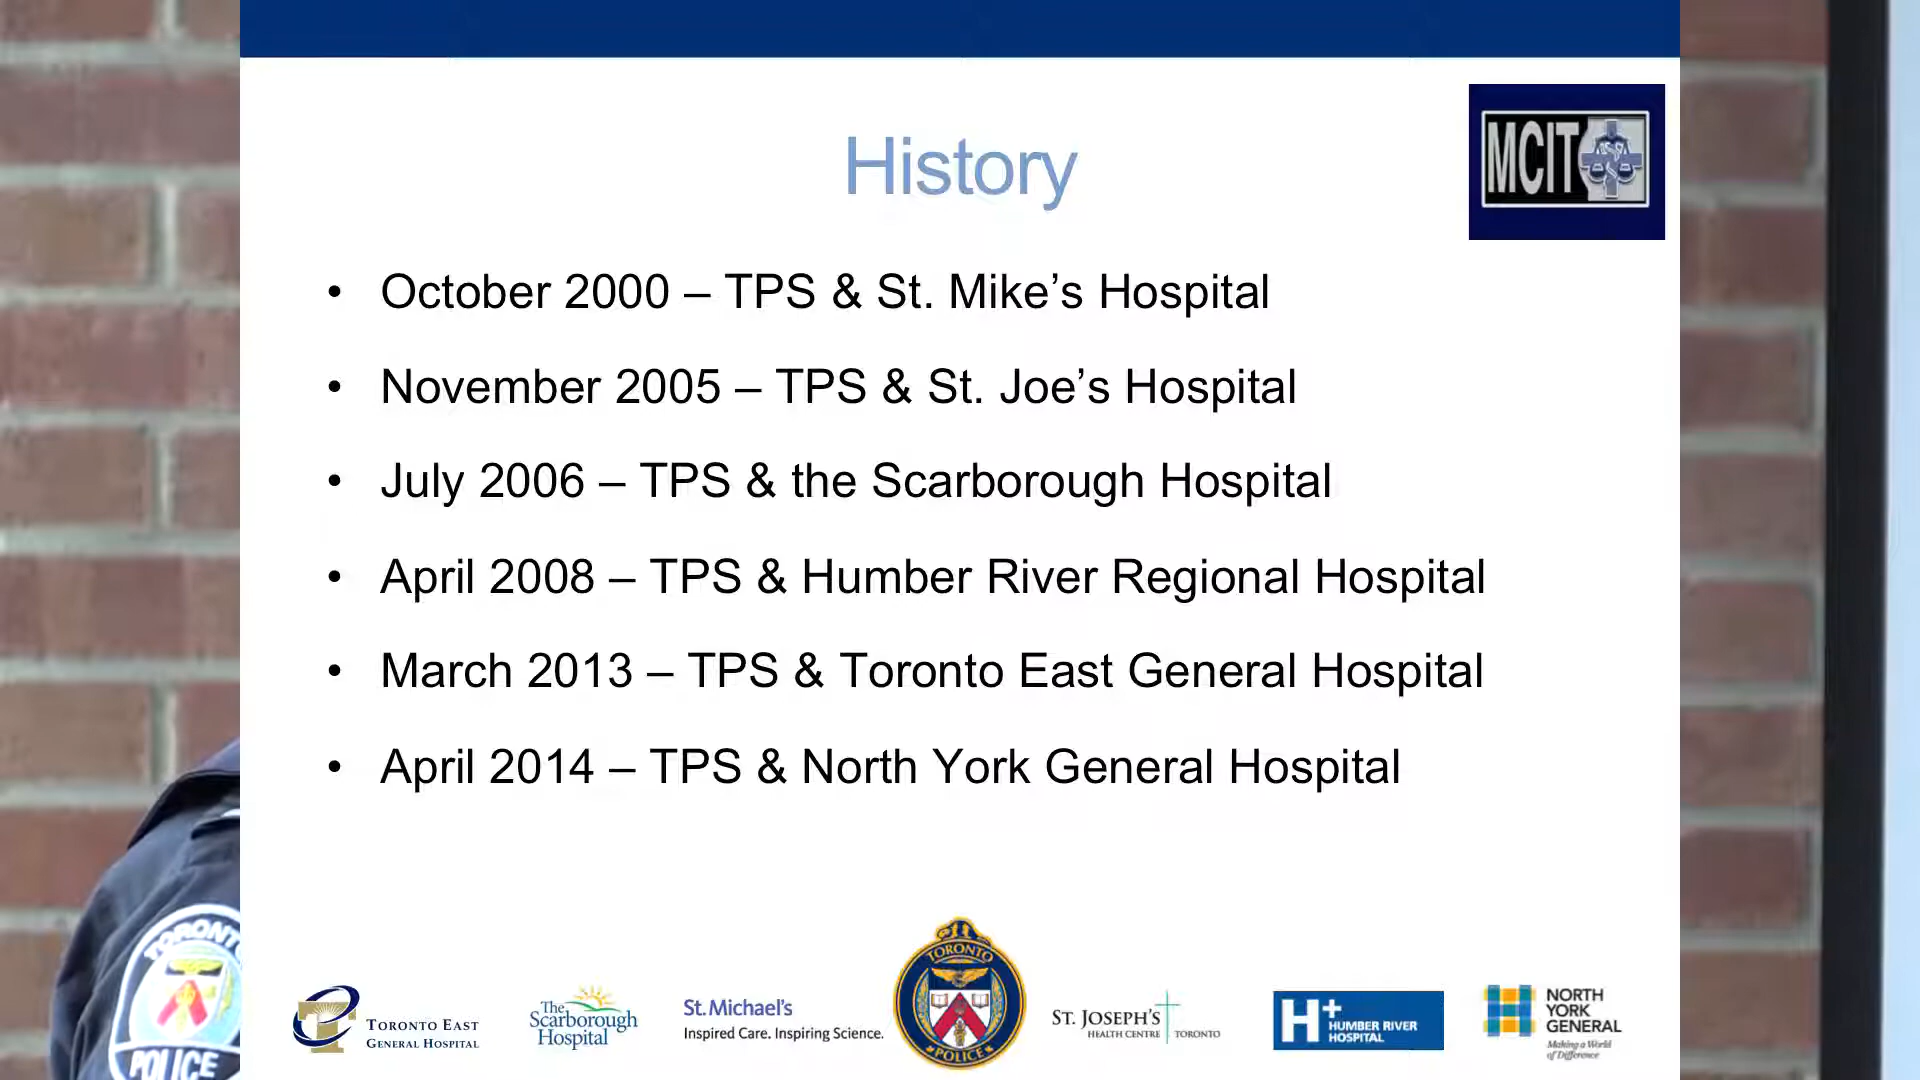 MCIT
History
• October 2000 – TPS & St. Mike’s Hospital
• November 2005 – TPS & St. Joe’s Hospital
• July 2006 – TPS & the Scarborough Hospital
• April 2008 – TPS & Humber River Regional Hospital
• March 2013 – TPS & Toronto East General Hospital
• April 2014 – TPS & North York General Hospital
TORONTO
POLICE
TORONTO EAST
GENERAL HOSPITAL
The
Scarborough
Hospital
St. Michael's
Inspired Care. Inspiring Science.
TORONTO
POLICE
ST. JOSEPH'S
HEALTH CENTRE TORONTO
H+
HUMBER RIVER
HOSPITAL
NORTH
YORK
GENERAL
Making a World
of Difference